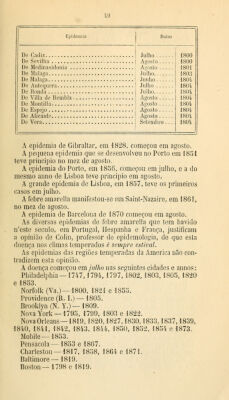 19
Epidemia Datas
De Cadix Julho 1800
De Sevilha Agosto 1800
De Medinasidonia Agosto 1801
De Malaga Julho 1803
De Malaga Junho 1804
De Antequera Julho 1804
De Ronda Julho 1804
De Villa de Rembla Agosto 1804
De Montilla Agosto 1804
De Espejo Agosto 1804
De Alicante Agosto 1804
De Vera Setembro 1804
A epidemia de Gibraltar, em 1828, começou em agosto.
A pequena epidemia que se desenvolveu no Porto em 1851
teve principio no mez de agosto.
A epidemia do Porto, em 1856, começou em julho, e a do
mesmo anno de Lisboa teve principio em agosto.
A grande epidemia de Lisboa, em 1857, teve os primeiros
casos em julho.
A febre amarella manifestou-se em Saint-Nazaire, em 1861,
no mez de agosto.
A epidemia de Barcelona de 1870 começou em agosto.
As diversas epidemias de febre amarella que tem havido
n'este seculo, em Portugal, Hespanha e França, justificam
a opinião de Colin, professor de epidemiologia, de que esta
doença nos climas temperados é sempre estival.
As epidemias das regiões temperadas da America não con-
tradizem esta opinião.
A doença começou em julho nas seguintes cidades e annos:
Philadelphia — 1747, 1794, 1797, 1802, 1803, 1805, 1820
e 1853.
Norfolk (Va.) — 1800, 1821 e 1855.
Providence (R. I.) — 1805.
Brooklyn (N. Y.) — 1809.
Nova York — 1795, 1799, 1803 e 1822.
Nova Orleans — 1819, 1820, 1827, 1830, 1833, 1837, 1839,
1840, 1841, 1842, 1843, 1844, 1850, 1852, 1854 e 1873.
Mobile — 1853.
Pensacola — 1853 e 1867.
Charleston — 1817, 1858, 1864 e 1871.
Baltimore — 1819.
Boston — 1798 e 1819.